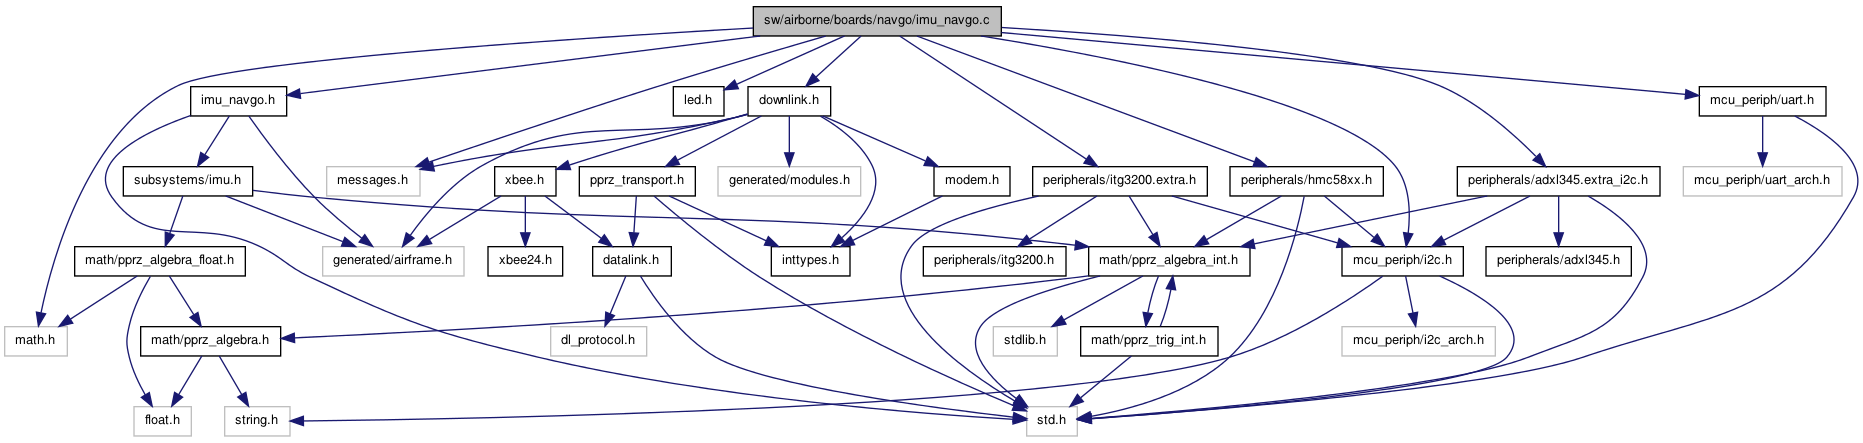 sw/airborne/boards/navgo/imu_navgo.c
imu_navgo.h
led.h
downlink.h
mcu_periph/uart.h
subsystems/imu.h
messages.h
xbee.h
pprz_transport.h
generated/modules.h
modem.h
peripherals/itg3200.extra.h
peripherals/hmc58xx.h
peripherals/adxl345.extra_i2c.h
mcu_periph/uart_arch.h
math/pprz_algebra_float.h
generated/airframe.h
xbee24.h
datalink.h
inttypes.h
peripherals/itg3200.h
math/pprz_algebra_int.h
mcu_periph/i2c.h
peripherals/adxl345.h
math.h
math/pprz_algebra.h
dl_protocol.h
stdlib.h
math/pprz_trig_int.h
mcu_periph/i2c_arch.h
float.h
string.h
std.h